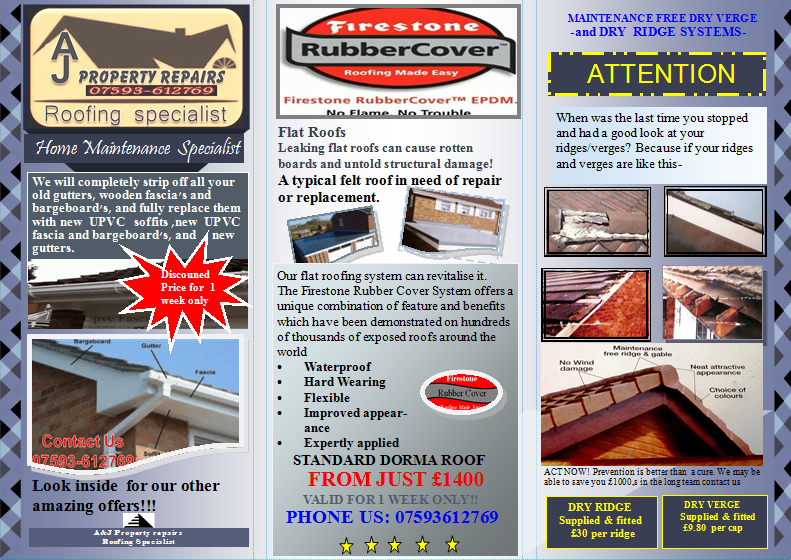 AJ
PROPERTY REPAIRS
07593-612769
Roofing specialist
Home Maintenance Specialist
We will completely strip off all your
old gutters, wooden fascia's and
bargeboard's, and fully replace them
with new UPVC soffits ,new UPVC
fascia and bargeboard's, and new
gutters.
Discouned
Price for 1
week only
Bargeboard
Gutter
Fascia
Contact Us
07593-612769
Look inside for our other
amazing offers!!!
A&J Property repairs
Roofing Specialist
Firestone
RubberCover™
Roofing Made Easy
Firestone RubberCover™ EPDM.
No Flame, No Trouble
Flat Roofs
Leaking flat roofs can cause rotten
boards and untold structural damage!
A typical felt roof in need of repair
or replacement.
Our flat roofing system can revitalise it.
The Firestone Rubber Cover System offers a
unique combination of feature and benefits
which have been demonstrated on hundreds
of thousands of exposed roofs around the
world
• Waterproof
• Hard Wearing
• Flexible
• Improved appear-
ance
• Expertly applied
Firestone
Rubber Cover
Roofing Made Easy
STANDARD DORMA ROOF
FROM JUST £1400
VALID FOR 1 WEEK ONLY!!
PHONE US: 07593612769
MAINTENANCE FREE DRY VERGE
-and DRY RIDGE SYSTEMS-
ATTENTION
When was the last time you stopped
and had a good look at your
ridges/verges? Because if your ridges
and verges are like this-
Maintenance
free ridge & gable
No Wind
damage
Neat attractive
appearance
Choice of
colours
ACT NOW! Prevention is better than a cure. We may be
able to save you £1000,s in the long team contact us
DRY RIDGE
Supplied & fitted
£30 per ridge
DRY VERGE
Supplied & fitted
£9.80 per cap